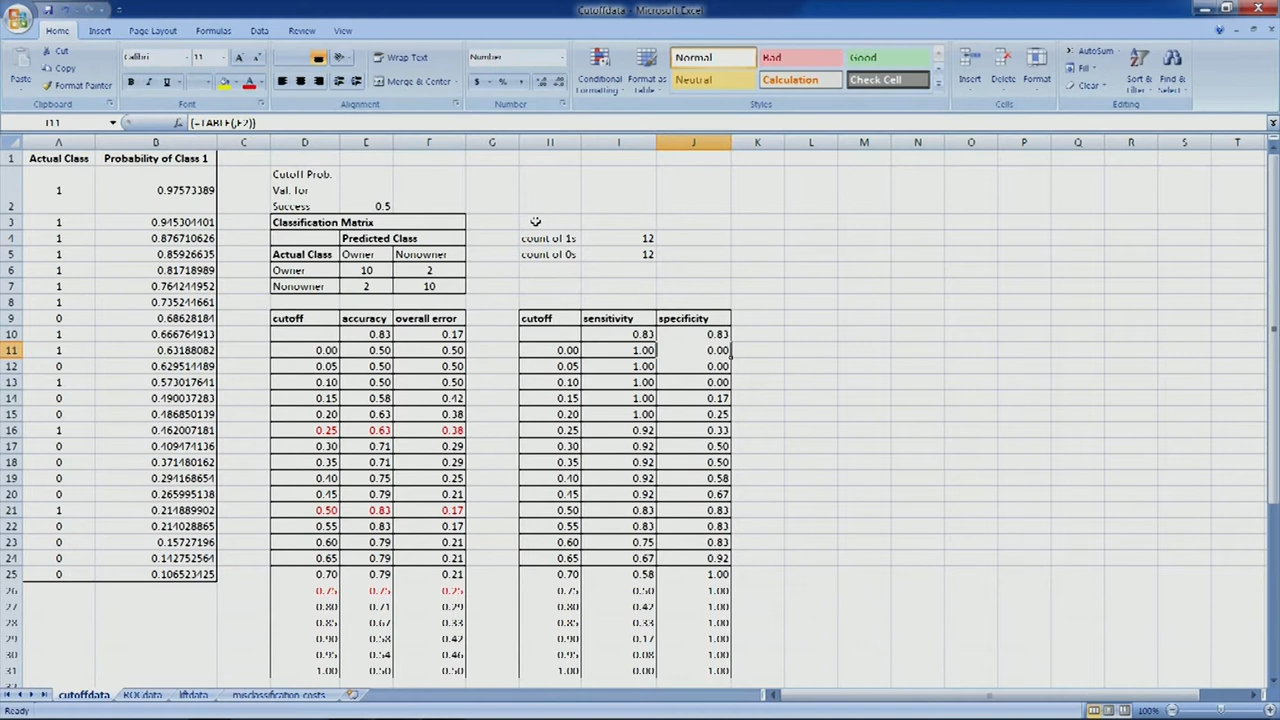 Cutoffdata - Microsoft Excel
Home Insert Page Layout Formulas Data Review View
Paste Cut Copy Format Painter Clipboard
Calibri 11 B I U A Font
Wrap Text Merge & Center Alignment
Number $ % , Number
Conditional Formatting Format as Table Normal Bad Good Neutral Calculation Check Cell Styles
Insert Delete Format Cells
AutoSum Fill Clear Sort & Filter Find & Select Editing
J11 fx {=TABLE(,E2)}
A B C D E F G H I J K L M N O P Q R S T
1 Actual Class Probability of Class 1
Cutoff Prob.
1 0.97573389 Val. for
2 Success 0.5
3 1 0.945304401 Classification Matrix
4 1 0.876710626 Predicted Class count of 1s 12
5 1 0.85926635 Actual Class Owner Nonowner count of 0s 12
6 1 0.81718989 Owner 10 2
7 1 0.764244952 Nonowner 2 10
8 1 0.735244661
9 0 0.68628184 cutoff accuracy overall error cutoff sensitivity specificity
10 1 0.666764913 0.83 0.17 0.83 0.83
11 1 0.63188082 0.00 0.50 0.50 0.00 1.00 0.00
12 0 0.629514489 0.05 0.50 0.50 0.05 1.00 0.00
13 1 0.573017641 0.10 0.50 0.50 0.10 1.00 0.00
14 0 0.490037283 0.15 0.58 0.42 0.15 1.00 0.17
15 0 0.486850139 0.20 0.63 0.38 0.20 1.00 0.25
16 1 0.462007181 0.25 0.63 0.38 0.25 0.92 0.33
17 0 0.409474136 0.30 0.71 0.29 0.30 0.92 0.50
18 0 0.371480162 0.35 0.71 0.29 0.35 0.92 0.50
19 0 0.294168654 0.40 0.75 0.25 0.40 0.92 0.58
20 0 0.265995138 0.45 0.79 0.21 0.45 0.92 0.67
21 1 0.214889902 0.50 0.83 0.17 0.50 0.83 0.83
22 0 0.214028865 0.55 0.83 0.17 0.55 0.83 0.83
23 0 0.15727196 0.60 0.79 0.21 0.60 0.75 0.83
24 0 0.142752564 0.65 0.79 0.21 0.65 0.67 0.92
25 0 0.106523425 0.70 0.79 0.21 0.70 0.58 1.00
26 0.75 0.75 0.25 0.75 0.50 1.00
27 0.80 0.71 0.29 0.80 0.42 1.00
28 0.85 0.67 0.33 0.85 0.33 1.00
29 0.90 0.58 0.42 0.90 0.17 1.00
30 0.95 0.54 0.46 0.95 0.08 1.00
31 1.00 0.50 0.50 1.00 0.00 1.00
cutoffdata ROCdata liftdata misclassification costs
Ready 100%